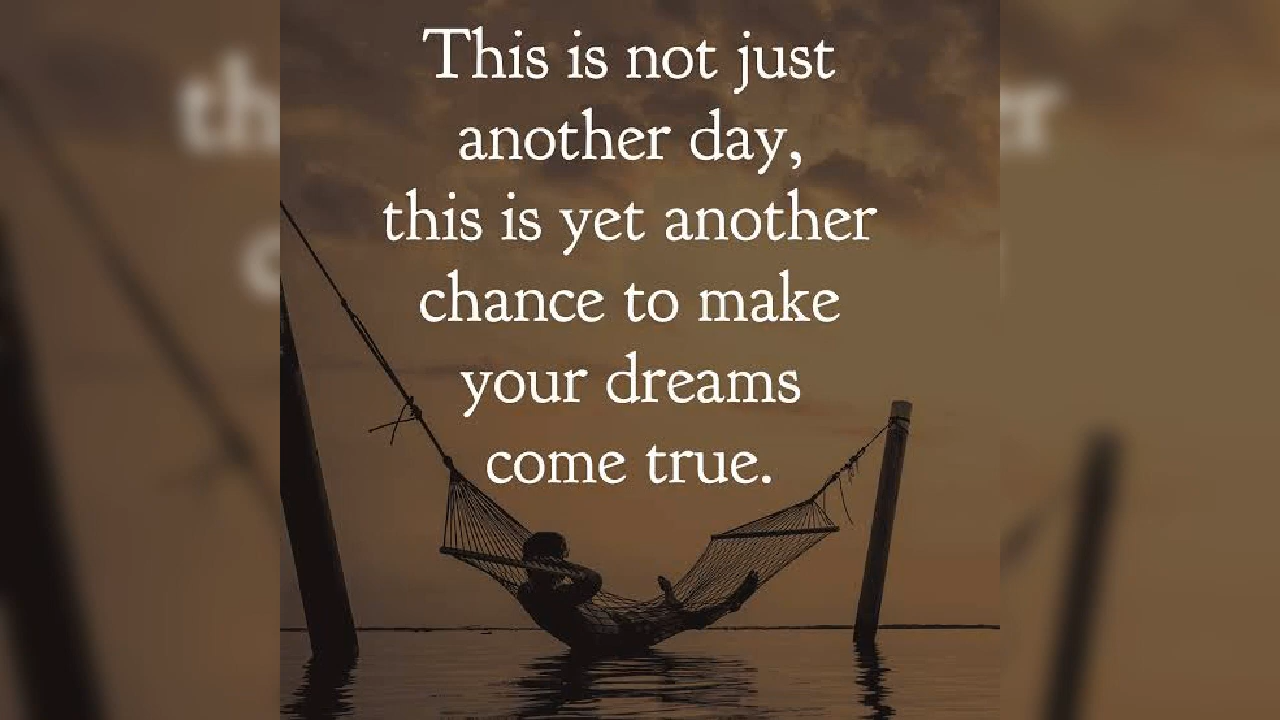 This is not just
another day,
this is yet another
chance to make
your dreams
come true.